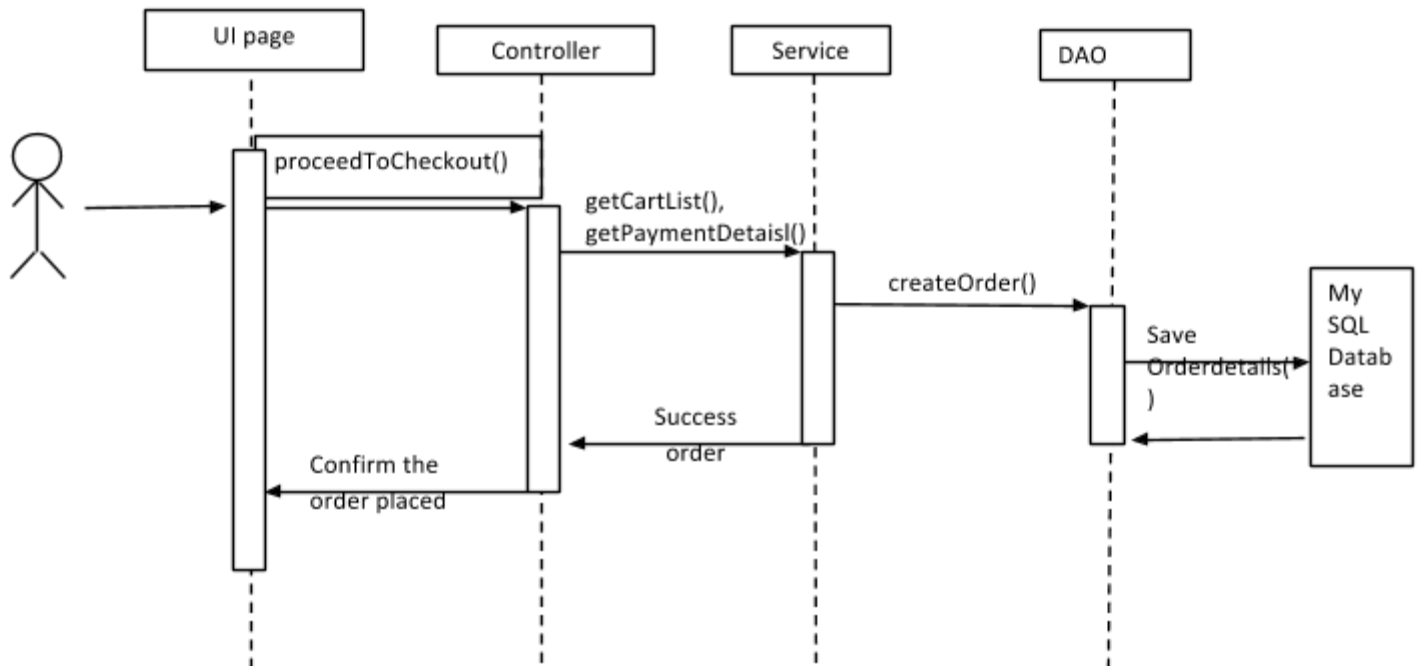 UI page
Controller
Service
DAO
proceedToCheckout()
getCartList(),
getPaymentDetaisl()
createOrder()
My
SQL
Datab
ase
Save
Orderdetails(
)
Success
order
Confirm the
order placed